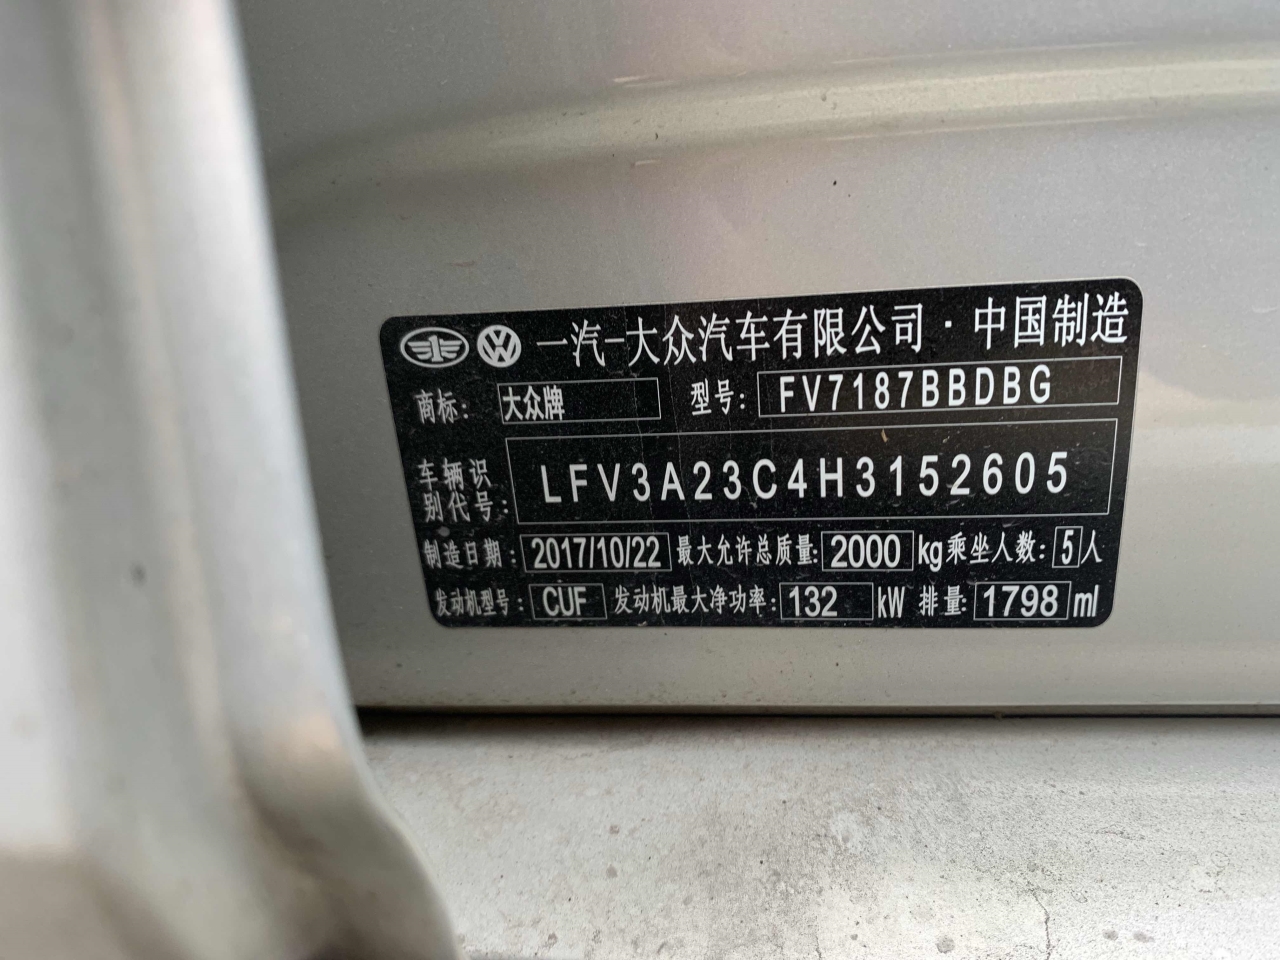 一汽-大众汽车有限公司·中国制造
商标: 大众牌 型号: FV7187BBDBG
车辆识别代号: LFV3A23C4H3152605
制造日期: 2017/10/22 最大允许总质量: 2000 kg 乘坐人数: 5 人
发动机型号: CUF 发动机最大净功率: 132 kW 排量: 1798 ml